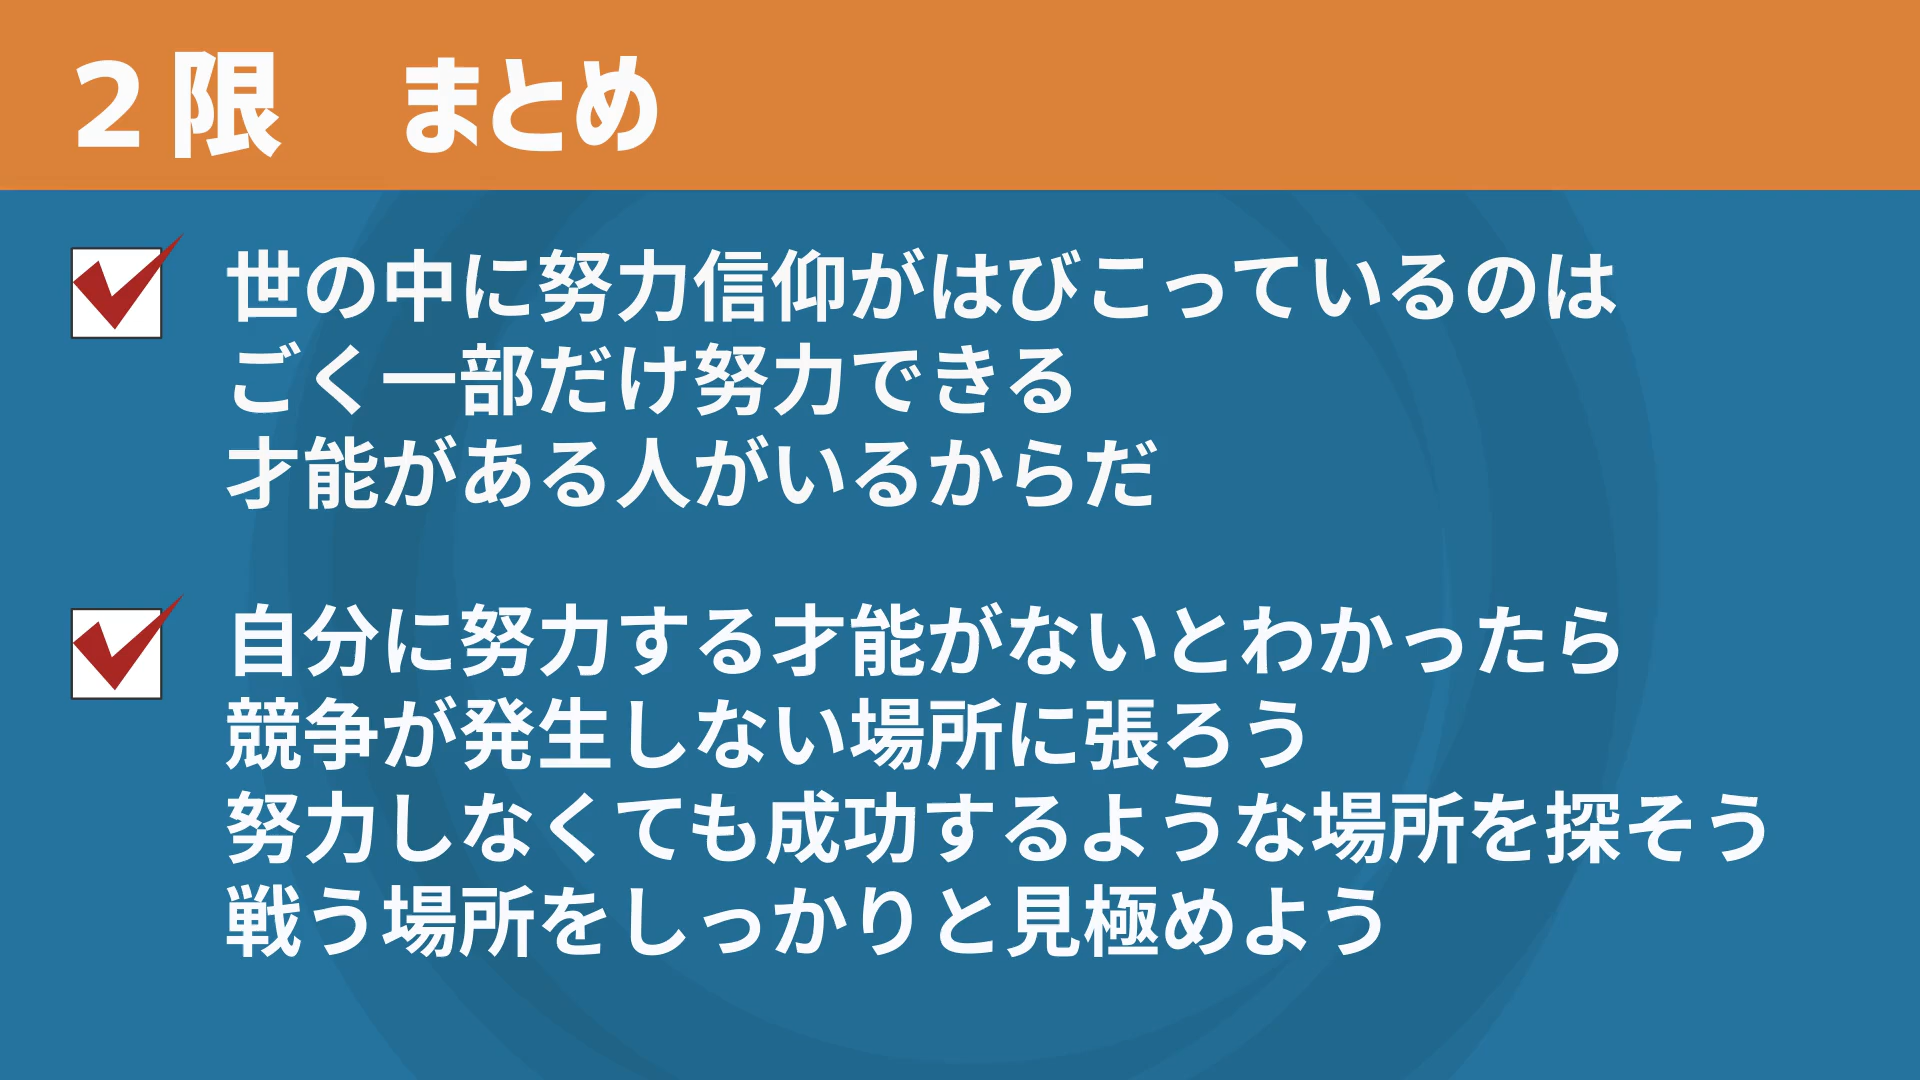 ２限　まとめ
世の中に努力信仰がはびこっているのは
ごく一部だけ努力できる
才能がある人がいるからだ
自分に努力する才能がないとわかったら
競争が発生しない場所に張ろう
努力しなくても成功するような場所を探そう
戦う場所をしっかりと見極めよう